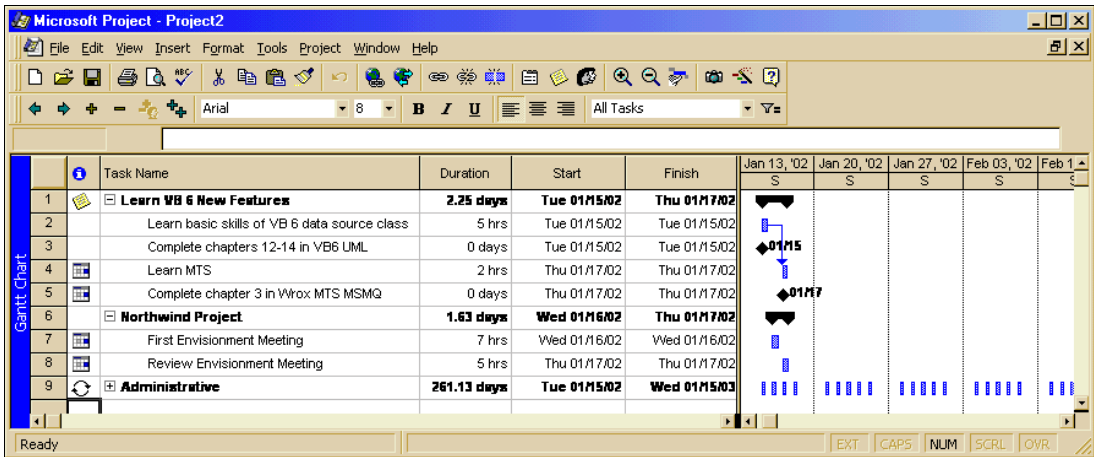 Microsoft Project - Project2
File Edit View Insert Format Tools Project Window Help
ABC
Arial 8 B I U All Tasks
Task Name Duration Start Finish Jan 13, '02 Jan 20, '02 Jan 27, '02 Feb 03, '02 Feb 1
S S S S S
1 Learn VB 6 New Features 2.25 days Tue 01/15/02 Thu 01/17/02
2 Learn basic skills of VB 6 data source class 5 hrs Tue 01/15/02 Tue 01/15/02
3 Complete chapters 12-14 in VB6 UML 0 days Tue 01/15/02 Tue 01/15/02 01/15
4 Learn MTS 2 hrs Thu 01/17/02 Thu 01/17/02
5 Complete chapter 3 in Wrox MTS MSMQ 0 days Thu 01/17/02 Thu 01/17/02 01/17
6 Northwind Project 1.63 days Wed 01/16/02 Thu 01/17/02
7 First Envisionment Meeting 7 hrs Wed 01/16/02 Wed 01/16/02
8 Review Envisionment Meeting 5 hrs Thu 01/17/02 Thu 01/17/02
9 Administrative 261.13 days Tue 01/15/02 Wed 01/15/03
Gantt Chart
Ready EXT CAPS NUM SCRL OVR